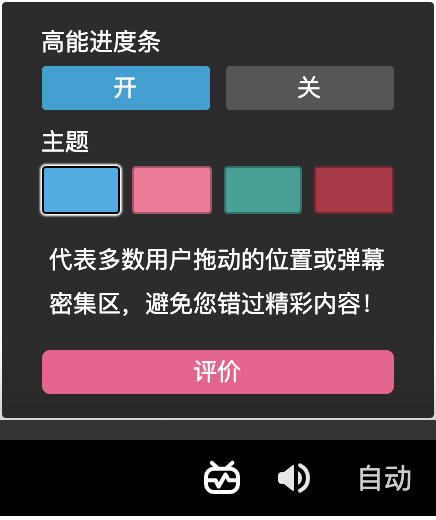 高能进度条
开
关
主题
代表多数用户拖动的位置或弹幕
密集区，避免您错过精彩内容！
评价
自动